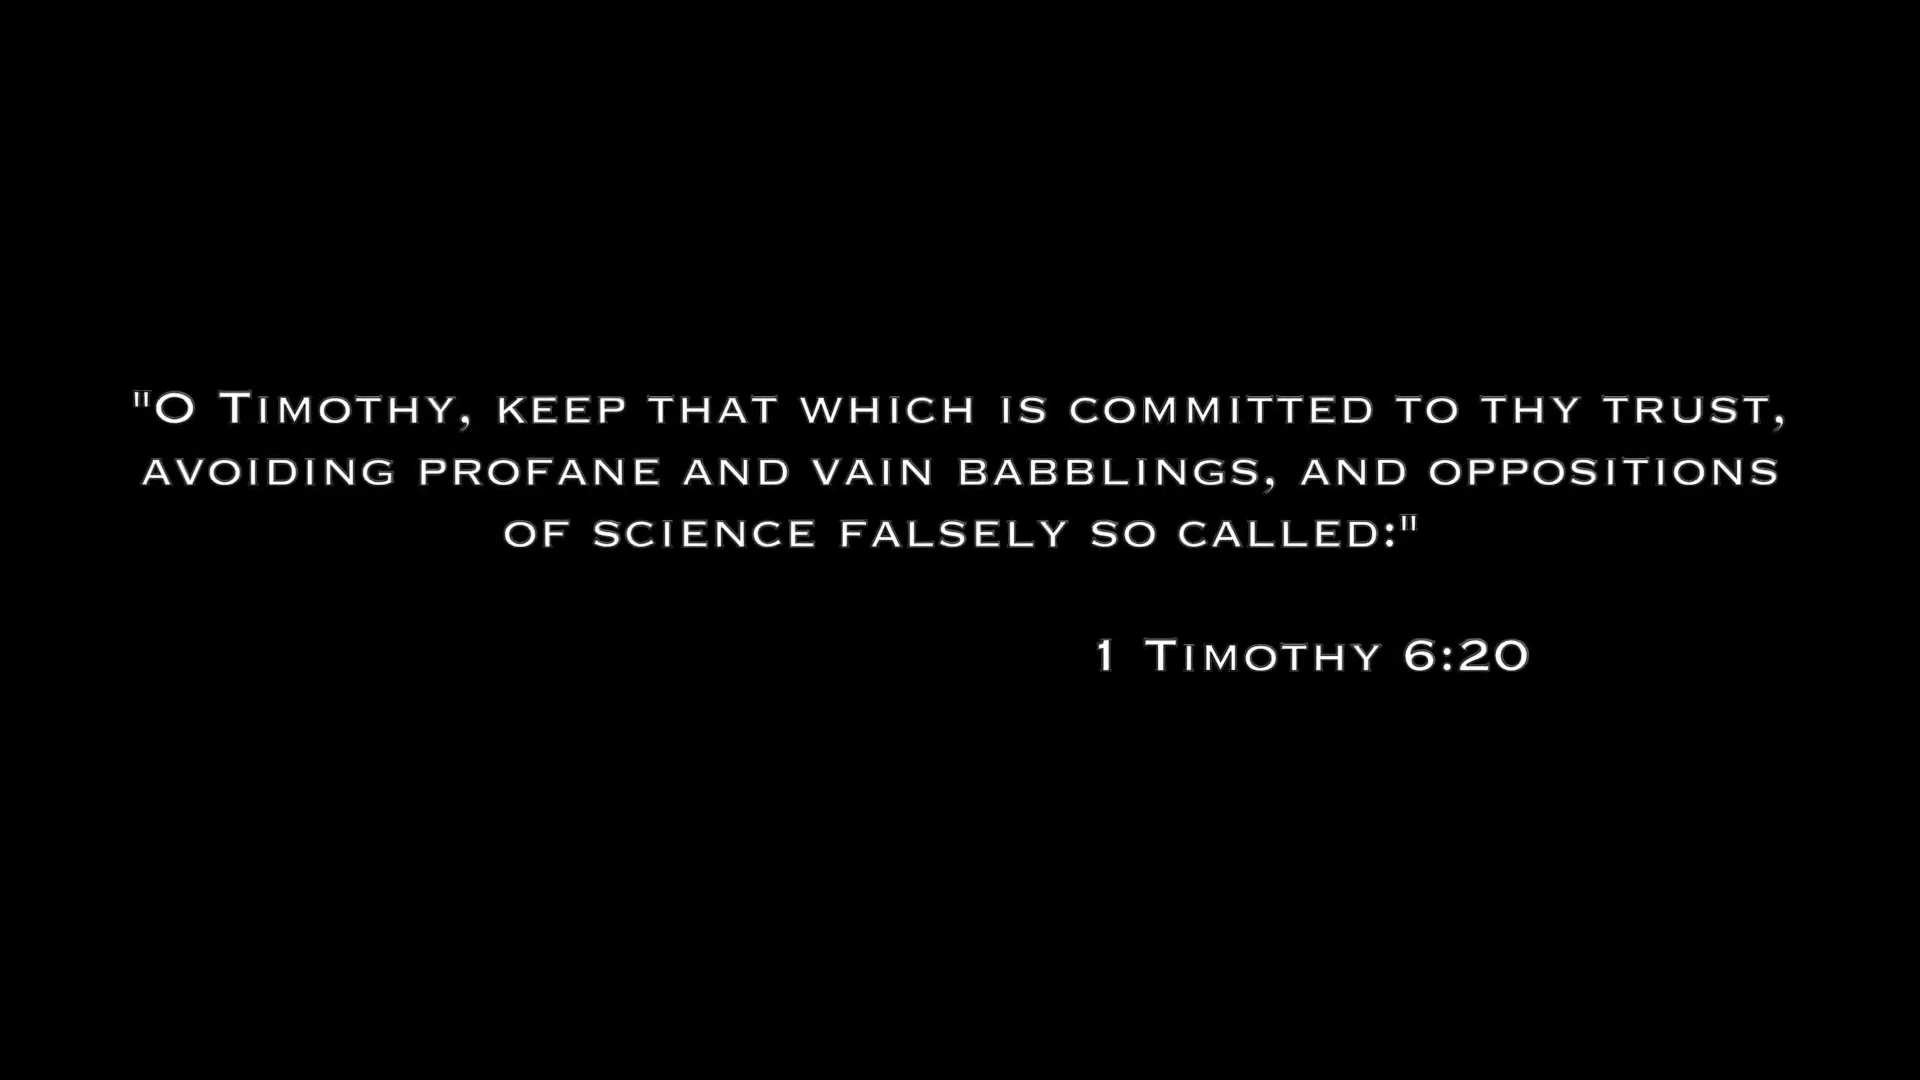 "O Timothy, keep that which is committed to thy trust,
avoiding profane and vain babblings, and oppositions
of science falsely so called:"
1 Timothy 6:20